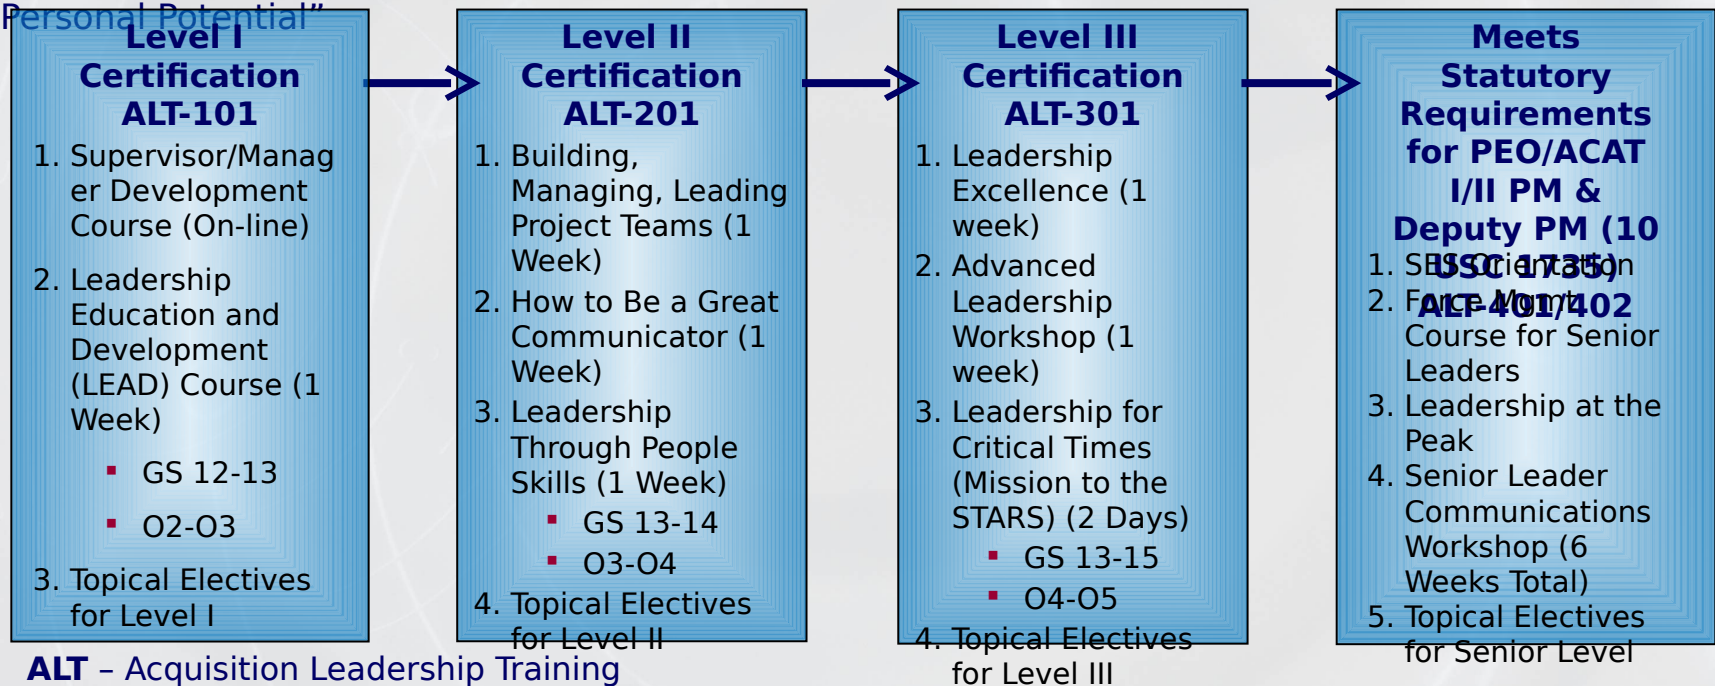 Personal Potential”
Level I
Certification
ALT-101
1. Supervisor/Manag
er Development
Course (On-line)
2. Leadership
Education and
Development
(LEAD) Course (1
Week)
▪ GS 12-13
▪ O2-O3
3. Topical Electives
for Level I
Level II
Certification
ALT-201
1. Building,
Managing, Leading
Project Teams (1
Week)
2. How to Be a Great
Communicator (1
Week)
3. Leadership
Through People
Skills (1 Week)
▪ GS 13-14
▪ O3-O4
4. Topical Electives
for Level II
Level III
Certification
ALT-301
1. Leadership
Excellence (1
week)
2. Advanced
Leadership
Workshop (1
week)
3. Leadership for
Critical Times
(Mission to the
STARS) (2 Days)
▪ GS 13-15
▪ O4-O5
4. Topical Electives
for Level III
Meets
Statutory
Requirements
for PEO/ACAT
I/II PM &
Deputy PM (10
USC 1735)
ALT-401/402
1. SES Orientation
2. Force Mgmt
Course for Senior
Leaders
3. Leadership at the
Peak
4. Senior Leader
Communications
Workshop (6
Weeks Total)
5. Topical Electives
for Senior Level
ALT – Acquisition Leadership Training